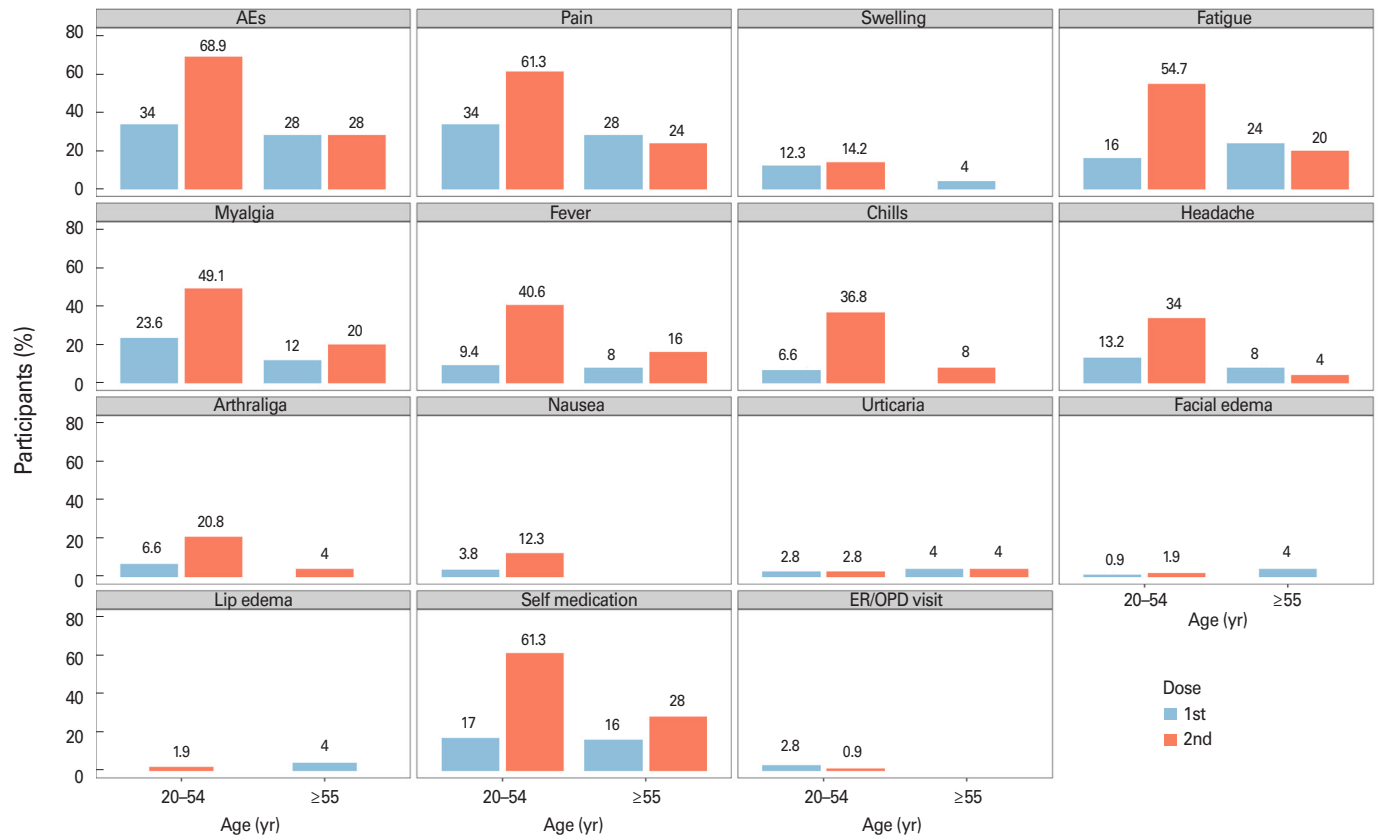 AEs Pain Swelling Fatigue
80 60 40 20 0
34 68.9 28 28
34 61.3 28 24
12.3 14.2 4
16 54.7 24 20
Myalgia Fever Chills Headache
80 60 40 20 0
23.6 49.1 12 20
9.4 40.6 8 16
6.6 36.8 8
13.2 34 8 4
Participants (%)
Arthraliga Nausea Urticaria Facial edema
80 60 40 20 0
6.6 20.8 4
3.8 12.3
2.8 2.8 4 4
0.9 1.9 4
20–54 ≥55
Age (yr)
Lip edema Self medication ER/OPD visit
80 60 40 20 0
1.9 4
17 61.3 16 28
2.8 0.9
20–54 ≥55 20–54 ≥55 20–54 ≥55
Age (yr) Age (yr) Age (yr)
Dose
1st
2nd